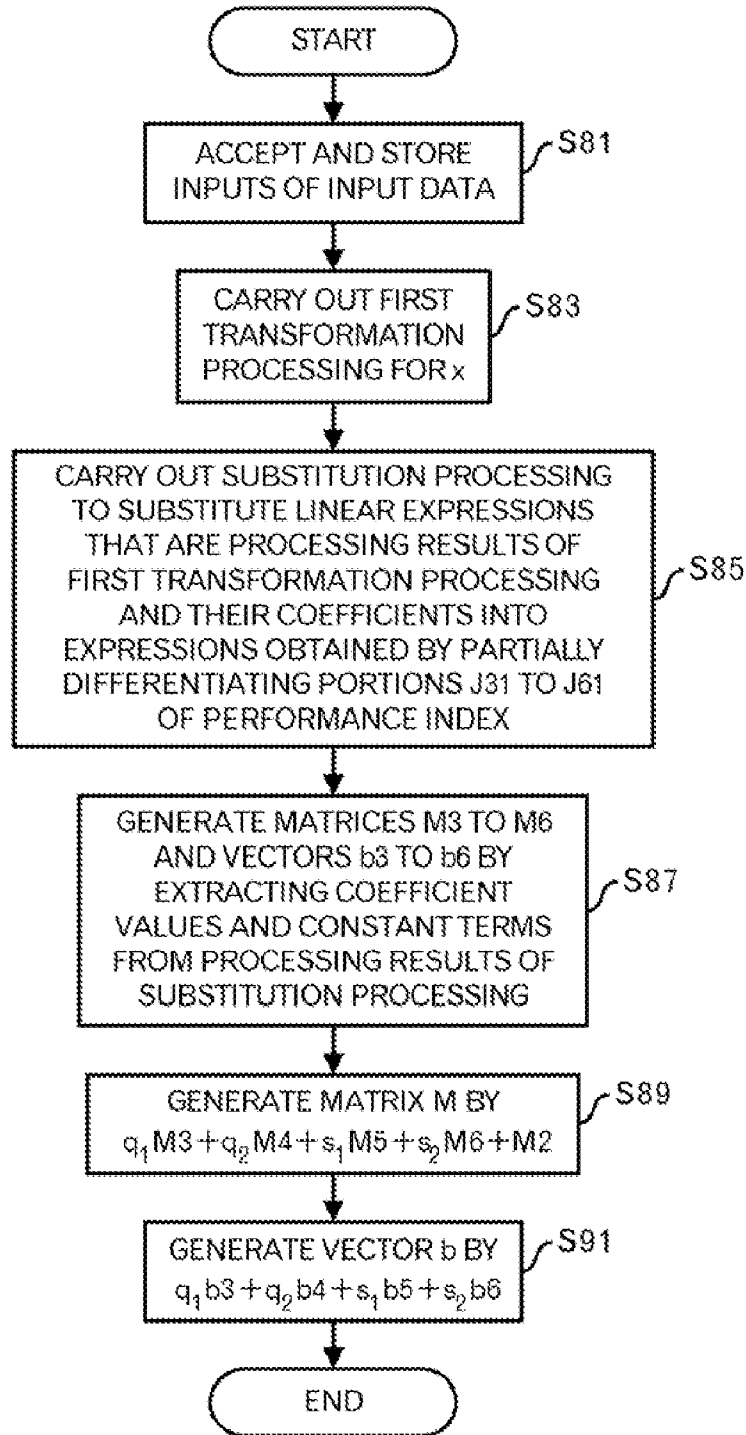 START
ACCEPT AND STORE
INPUTS OF INPUT DATA
S81
CARRY OUT FIRST
TRANSFORMATION
PROCESSING FOR x
S83
CARRY OUT SUBSTITUTION PROCESSING
TO SUBSTITUTE LINEAR EXPRESSIONS
THAT ARE PROCESSING RESULTS OF
FIRST TRANSFORMATION PROCESSING
AND THEIR COEFFICIENTS INTO
EXPRESSIONS OBTAINED BY PARTIALLY
DIFFERENTIATING PORTIONS J31 TO J61
OF PERFORMANCE INDEX
S85
GENERATE MATRICES M3 TO M6
AND VECTORS b3 TO b6 BY
EXTRACTING COEFFICIENT
VALUES AND CONSTANT TERMS
FROM PROCESSING RESULTS OF
SUBSTITUTION PROCESSING
S87
GENERATE MATRIX M BY
q₁M3+q₂M4+s₁M5+s₂M6+M2
S89
GENERATE VECTOR b BY
q₁b3+q₂b4+s₁b5+s₂b6
S91
END